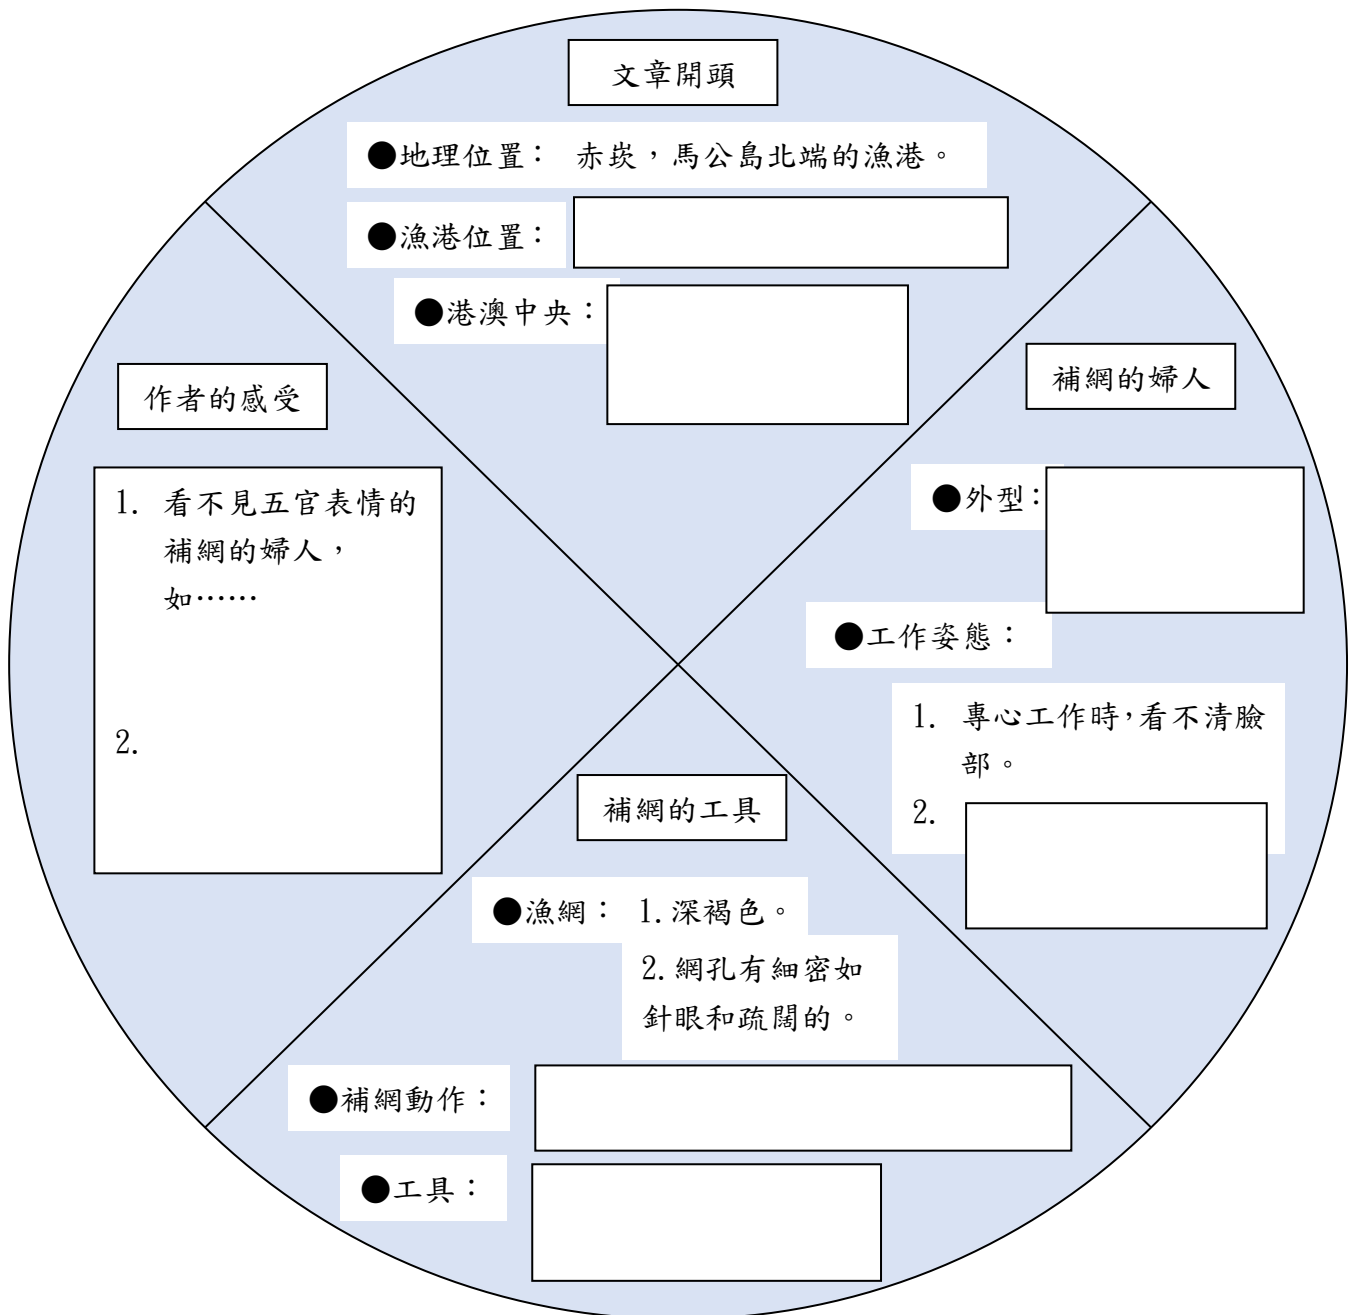 文章開頭
●地理位置： 赤崁，馬公島北端的漁港。
●漁港位置：
●港澳中央：
作者的感受
1. 看不見五官表情的
補網的婦人，
如……
2.
補網的婦人
●外型：
●工作姿態：
1. 專心工作時，看不清臉
部。
2.
補網的工具
●漁網： 1.深褐色。
2.網孔有細密如
針眼和疏闊的。
●補網動作：
●工具：